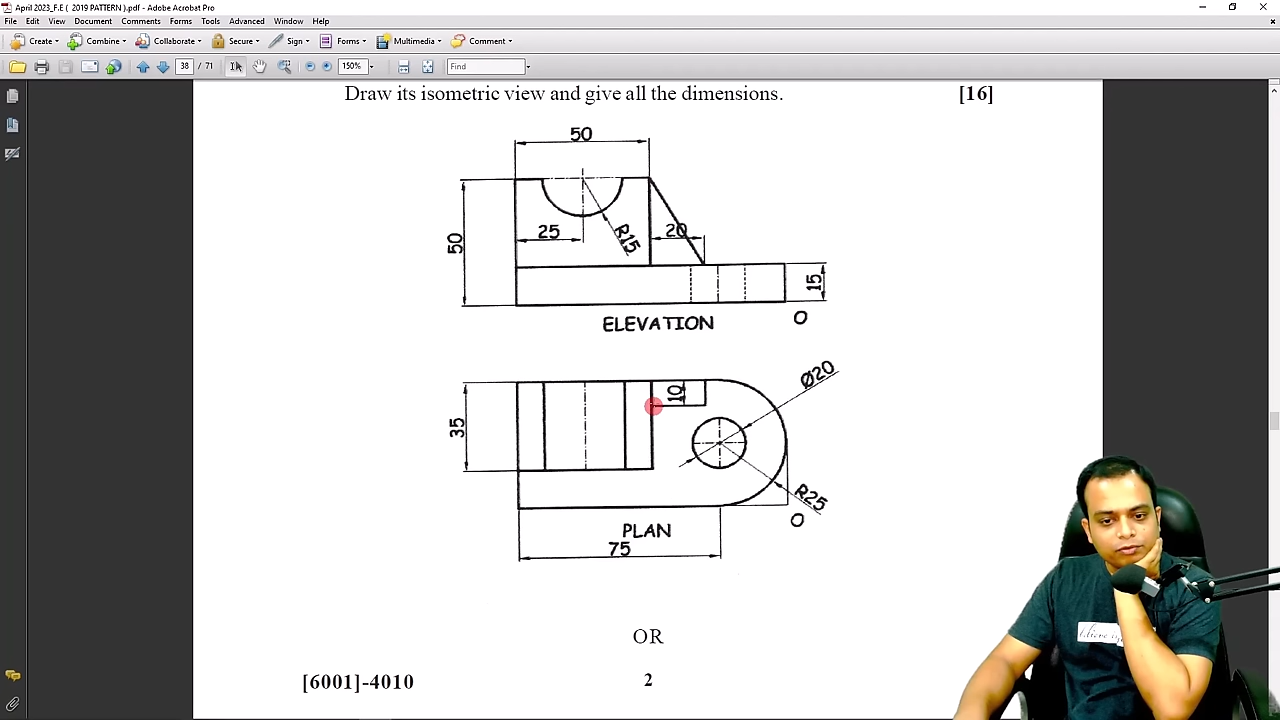 April 2023_F.E ( 2019 PATTERN ).pdf - Adobe Acrobat Pro
File Edit View Document Comments Forms Tools Advanced Window Help
Create Combine Collaborate Secure Sign Forms Multimedia Comment
38 / 71 150% Find
Draw its isometric view and give all the dimensions. [16]
50
50
25
R15
20
15
ELEVATION O
35
10
Ø20
R25
O
PLAN
75
OR
[6001]-4010 2